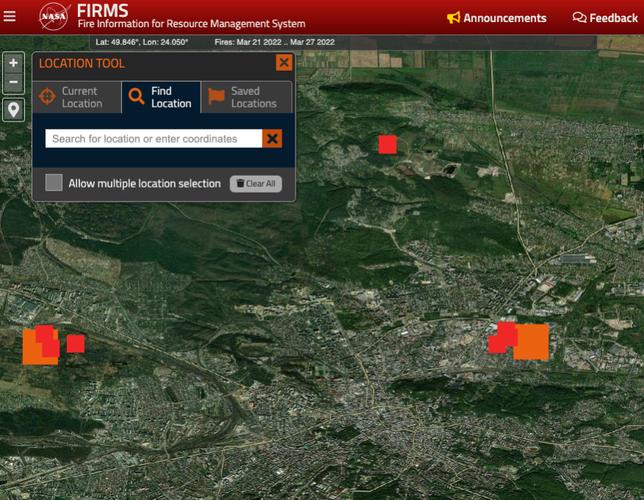 NASA
FIRMS
Fire Information for Resource Management System
Announcements
Feedback
Lat: 49.846°, Lon: 24.050°
Fires: Mar 21 2022 .. Mar 27 2022
+
−
LOCATION TOOL
Current
Location
Find
Location
Saved
Locations
Search for location or enter coordinates
Allow multiple location selection
Clear All